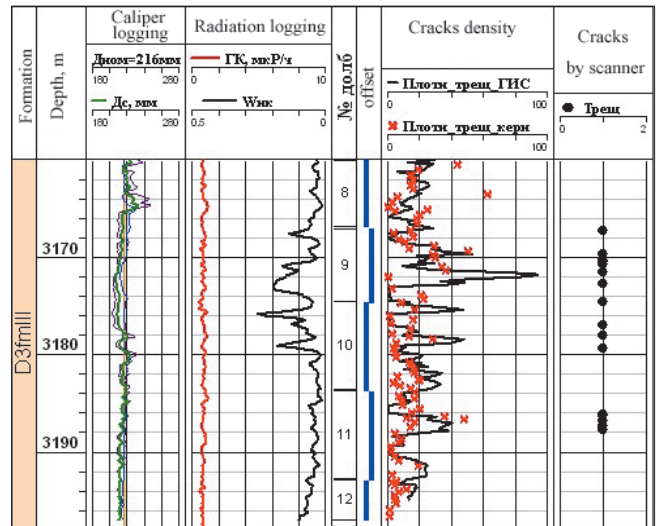 Formation
Depth, m
Caliper
logging
Dном=216мм
180 280
Дс, мм
180 280
Radiation logging
ГК, мкР/ч
0 10
Wнк
0.5 0
№ долб
offset
Cracks density
Плотн_трещ_ГИС
100
Плотн_трещ_керн
0 100
Cracks
by scanner
Трещ
0 2
D3fmIII
3170
3180
3190
8
9
10
11
12